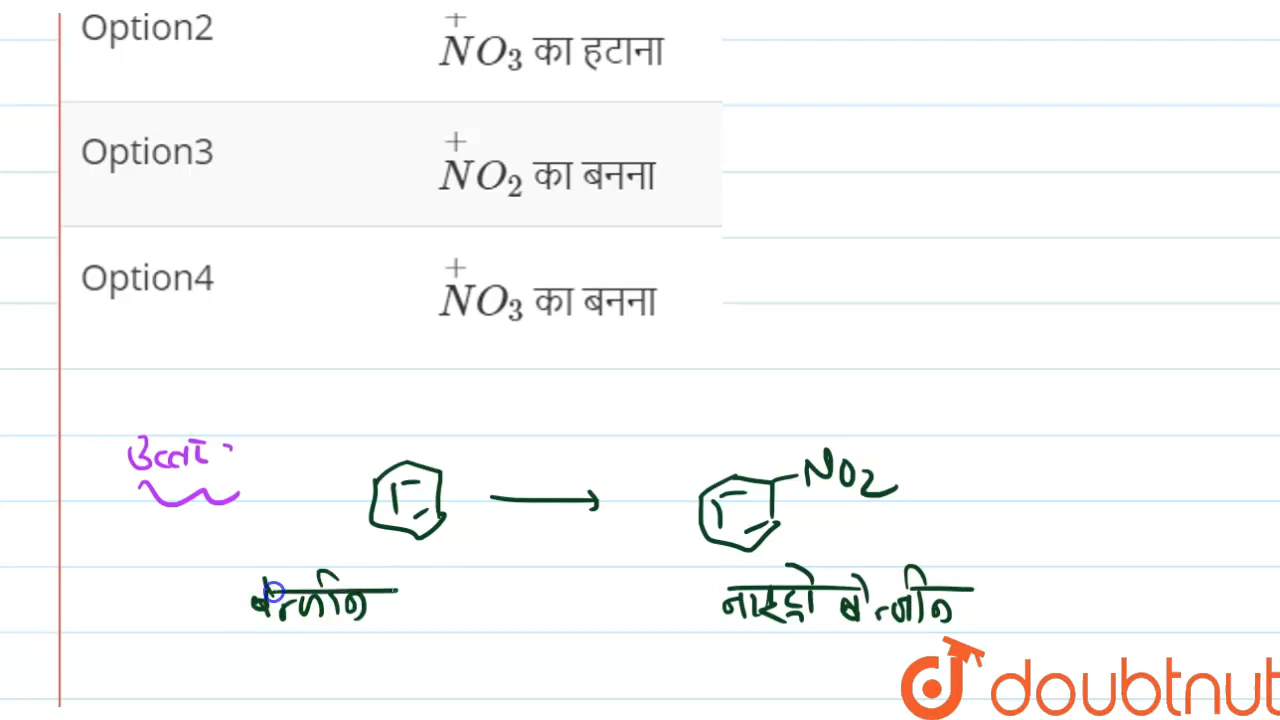 Option2 N⁺O₃ का हटाना
Option3 N⁺O₂ का बनना
Option4 N⁺O₃ का बनना
उत्तर
NO₂
बेन्जीन नाइट्रो बेन्जीन
doubtnut